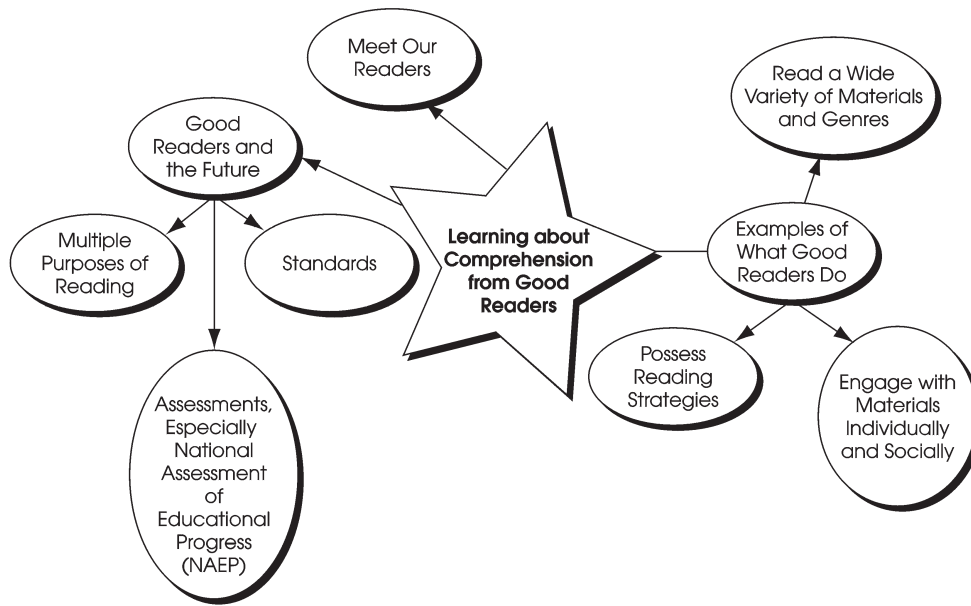 Meet Our
Readers
Read a Wide
Variety of Materials
and Genres
Good
Readers and
the Future
Multiple
Purposes of
Reading
Standards
Learning about
Comprehension
from Good
Readers
Examples of
What Good
Readers Do
Possess
Reading
Strategies
Engage with
Materials
Individually
and Socially
Assessments,
Especially
National
Assessment
of
Educational
Progress
(NAEP)